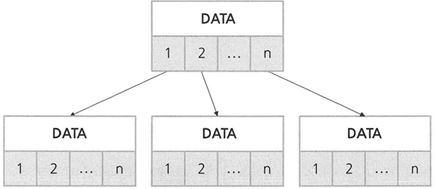 DATA
1 2 ... n
DATA DATA DATA
1 2 ... n 1 2 ... n 1 2 ... n